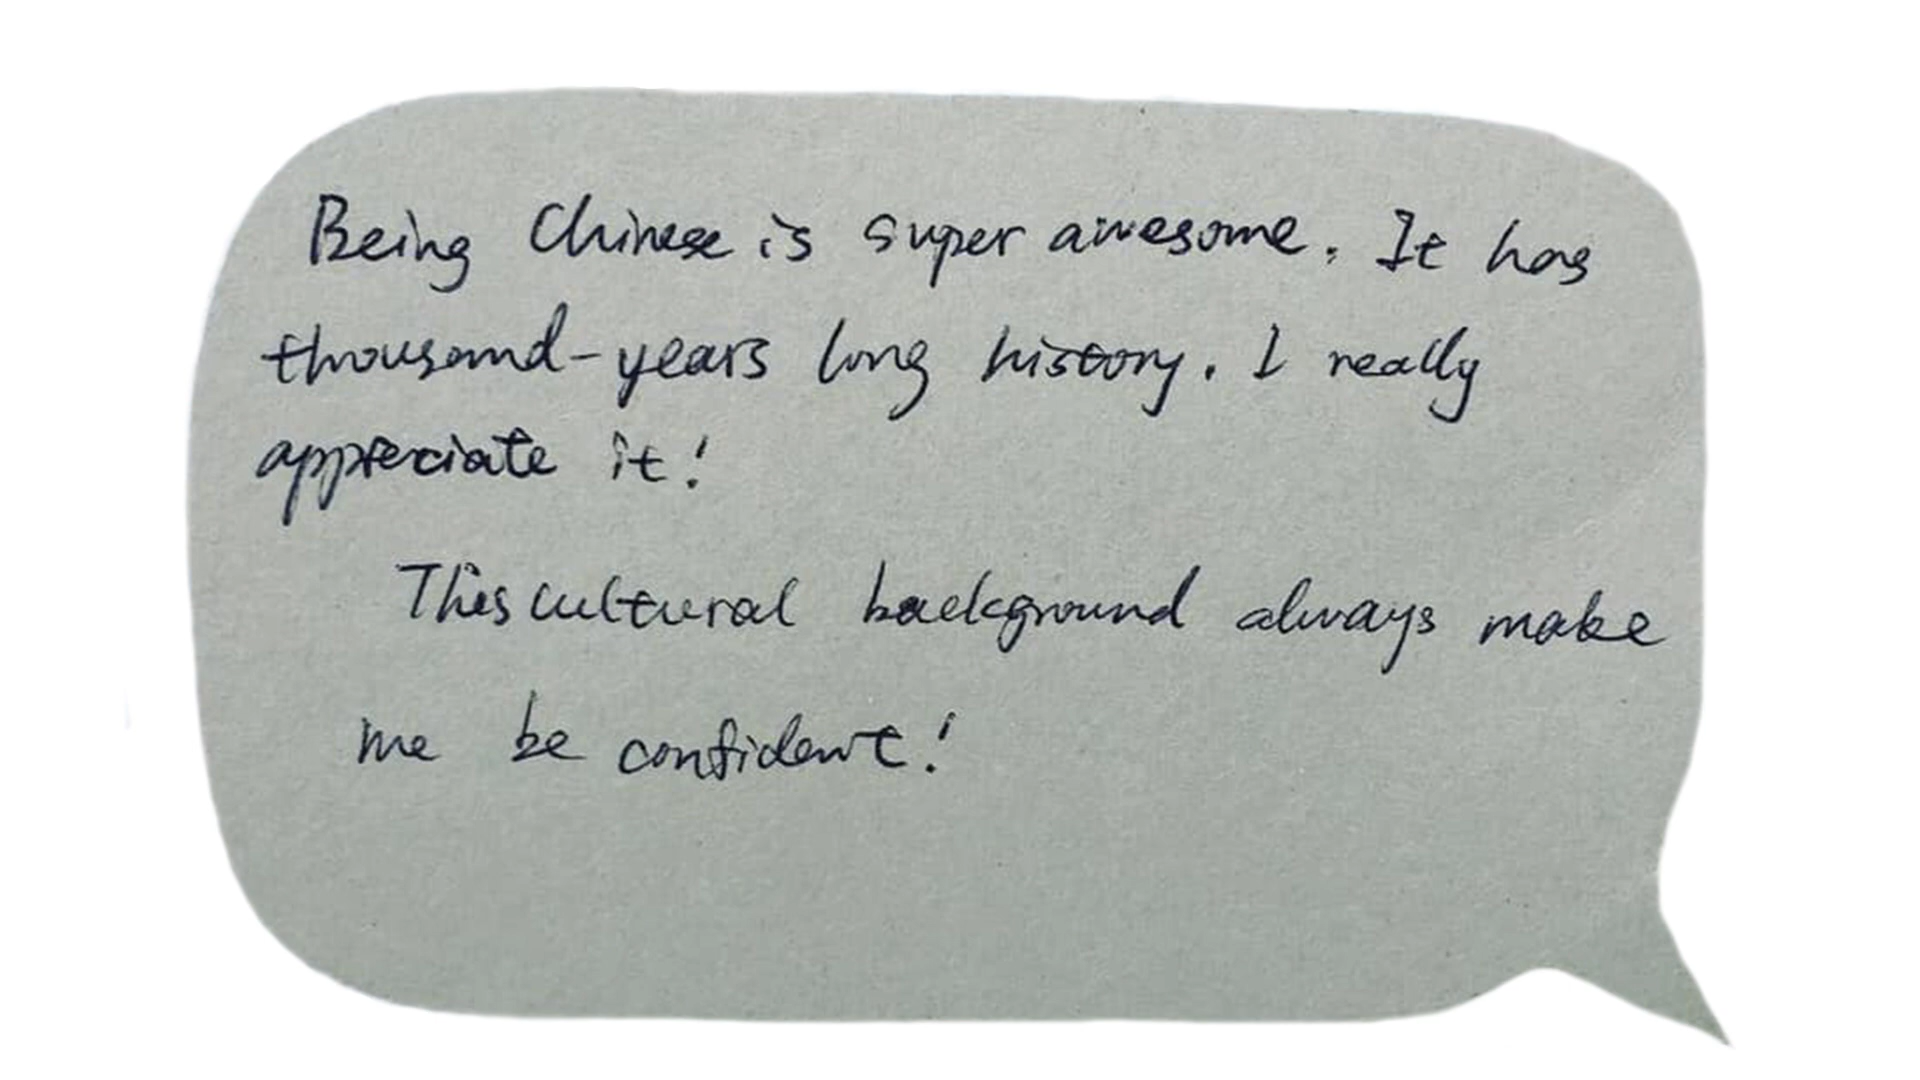 Being Chinese is super awesome. It has
thousand-years long history. I really
appreciate it!
This cultural background always make
me be confident!